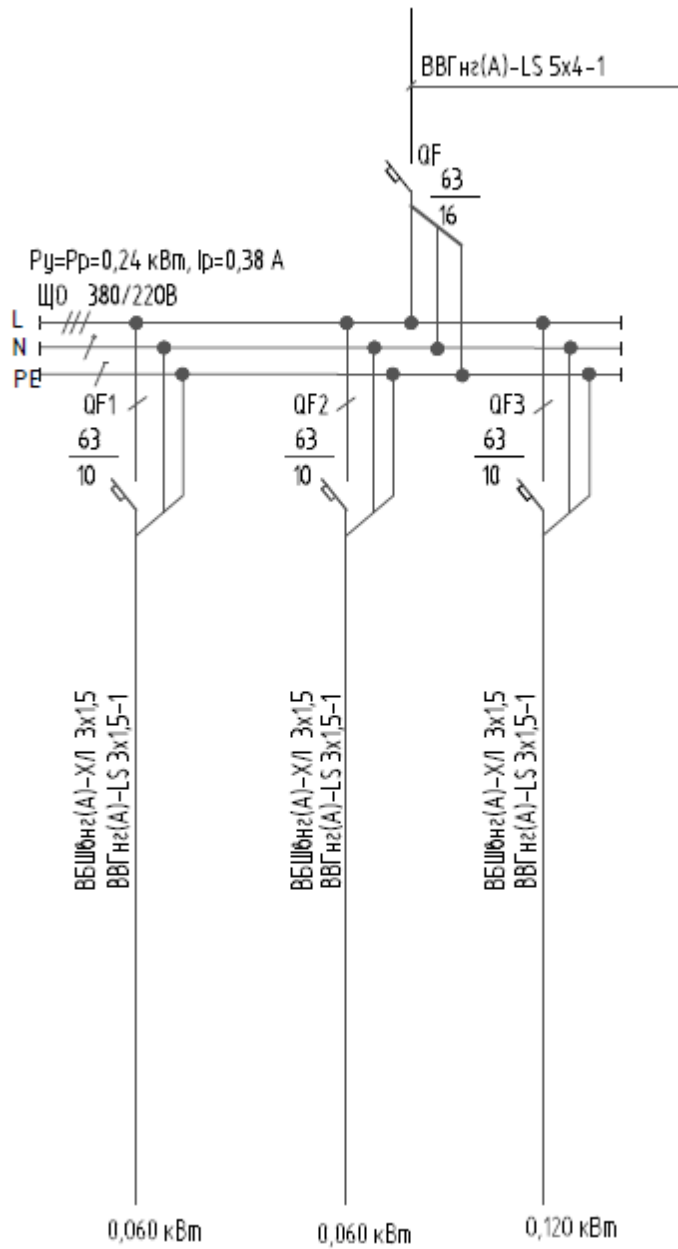 ВВГнг(А)-LS 5х4-1
QF
63
16
Ру=Рр=0,24 кВт, Iр=0,38 А
ЩО 380/220В
L
N
PE
QF1
63
10
QF2
63
10
QF3
63
10
ВБШвнг(А)-ХЛ 3х1,5
ВВГнг(А)-LS 3х1,5-1
ВБШвнг(А)-ХЛ 3х1,5
ВВГнг(А)-LS 3х1,5-1
ВБШвнг(А)-ХЛ 3х1,5
ВВГнг(А)-LS 3х1,5-1
0,060 кВт
0,060 кВт
0,120 кВт